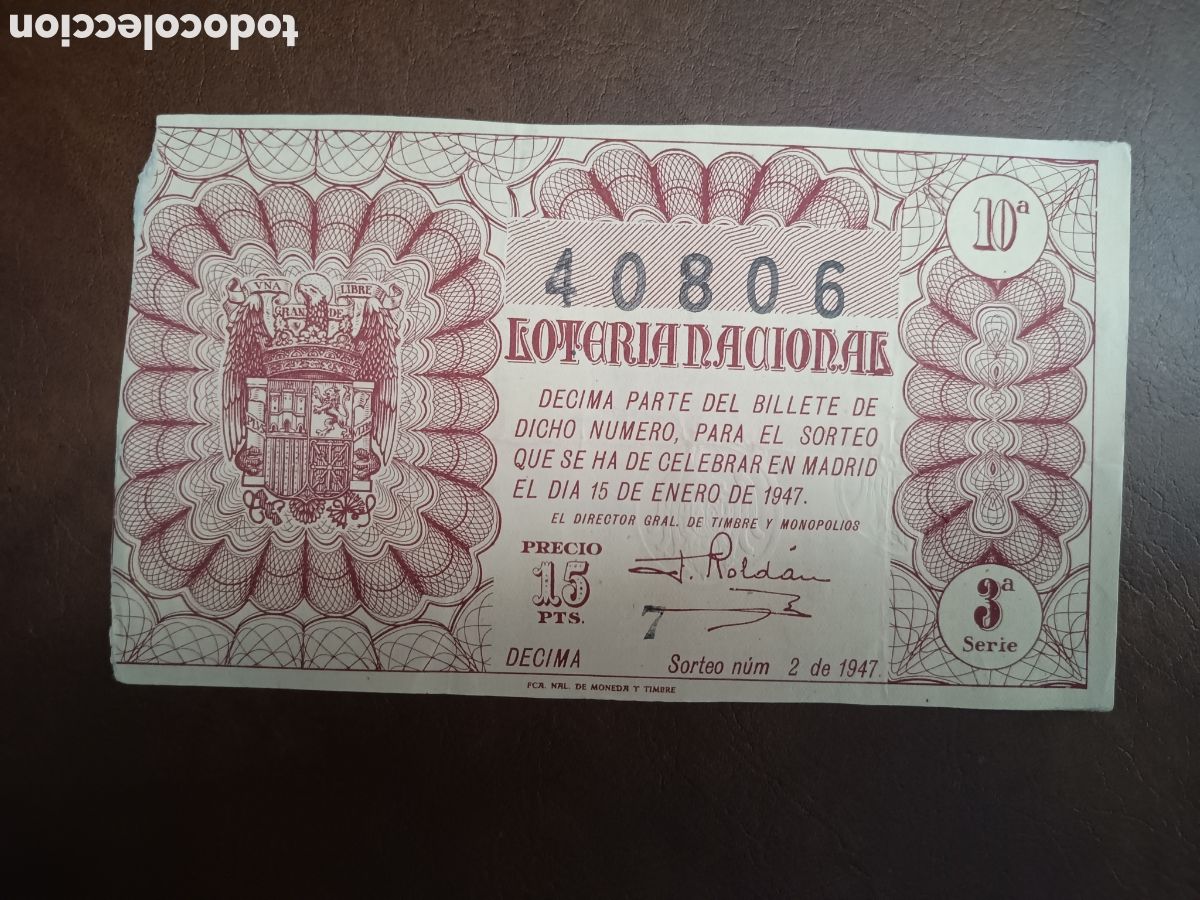 todocoleccion
UNA GRANDE LIBRE
PLUS
40806
10ª
LOTERIA NACIONAL
DECIMA PARTE DEL BILLETE DE
DICHO NUMERO, PARA EL SORTEO
QUE SE HA DE CELEBRAR EN MADRID
EL DIA 15 DE ENERO DE 1947.
EL DIRECTOR GRAL. DE TIMBRE Y MONOPOLIOS
PRECIO
15
PTS.
J. Roldán
7
3ª
Serie
DECIMA
Sorteo núm 2 de 1947.
FCA. NAL. DE MONEDA Y TIMBRE